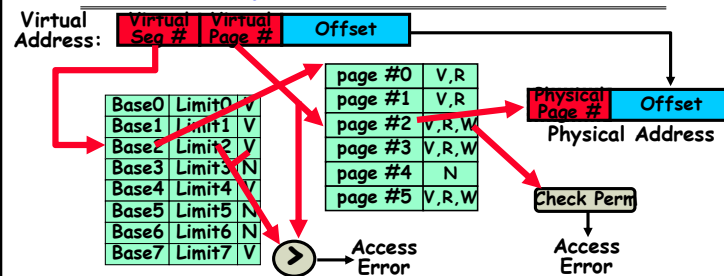 Virtual Address:
Virtual Seg #
Virtual Page #
Offset
page #0 V,R
page #1 V,R
page #2 V,R,W
page #3 V,R,W
page #4 N
page #5 V,R,W
Physical Page #
Offset
Physical Address
Base0 Limit0 V
Base1 Limit1 V
Base2 Limit2 V
Base3 Limit3 N
Base4 Limit4 V
Base5 Limit5 N
Base6 Limit6 N
Base7 Limit7 V
>
Access
Error
Check Perm
Access
Error